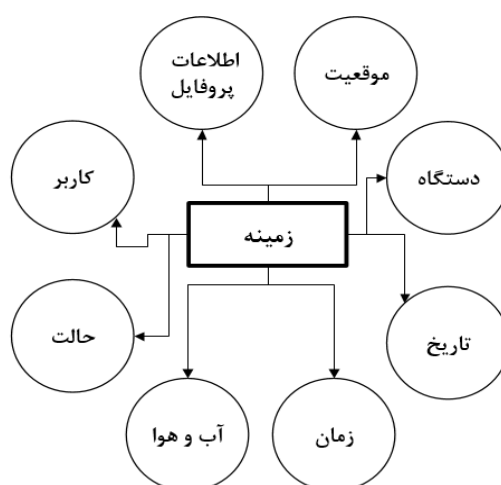 موقعیت
اطلاعات
پروفایل
دستگاه
کاربر
زمینه
تاریخ
حالت
زمان
آب و هوا